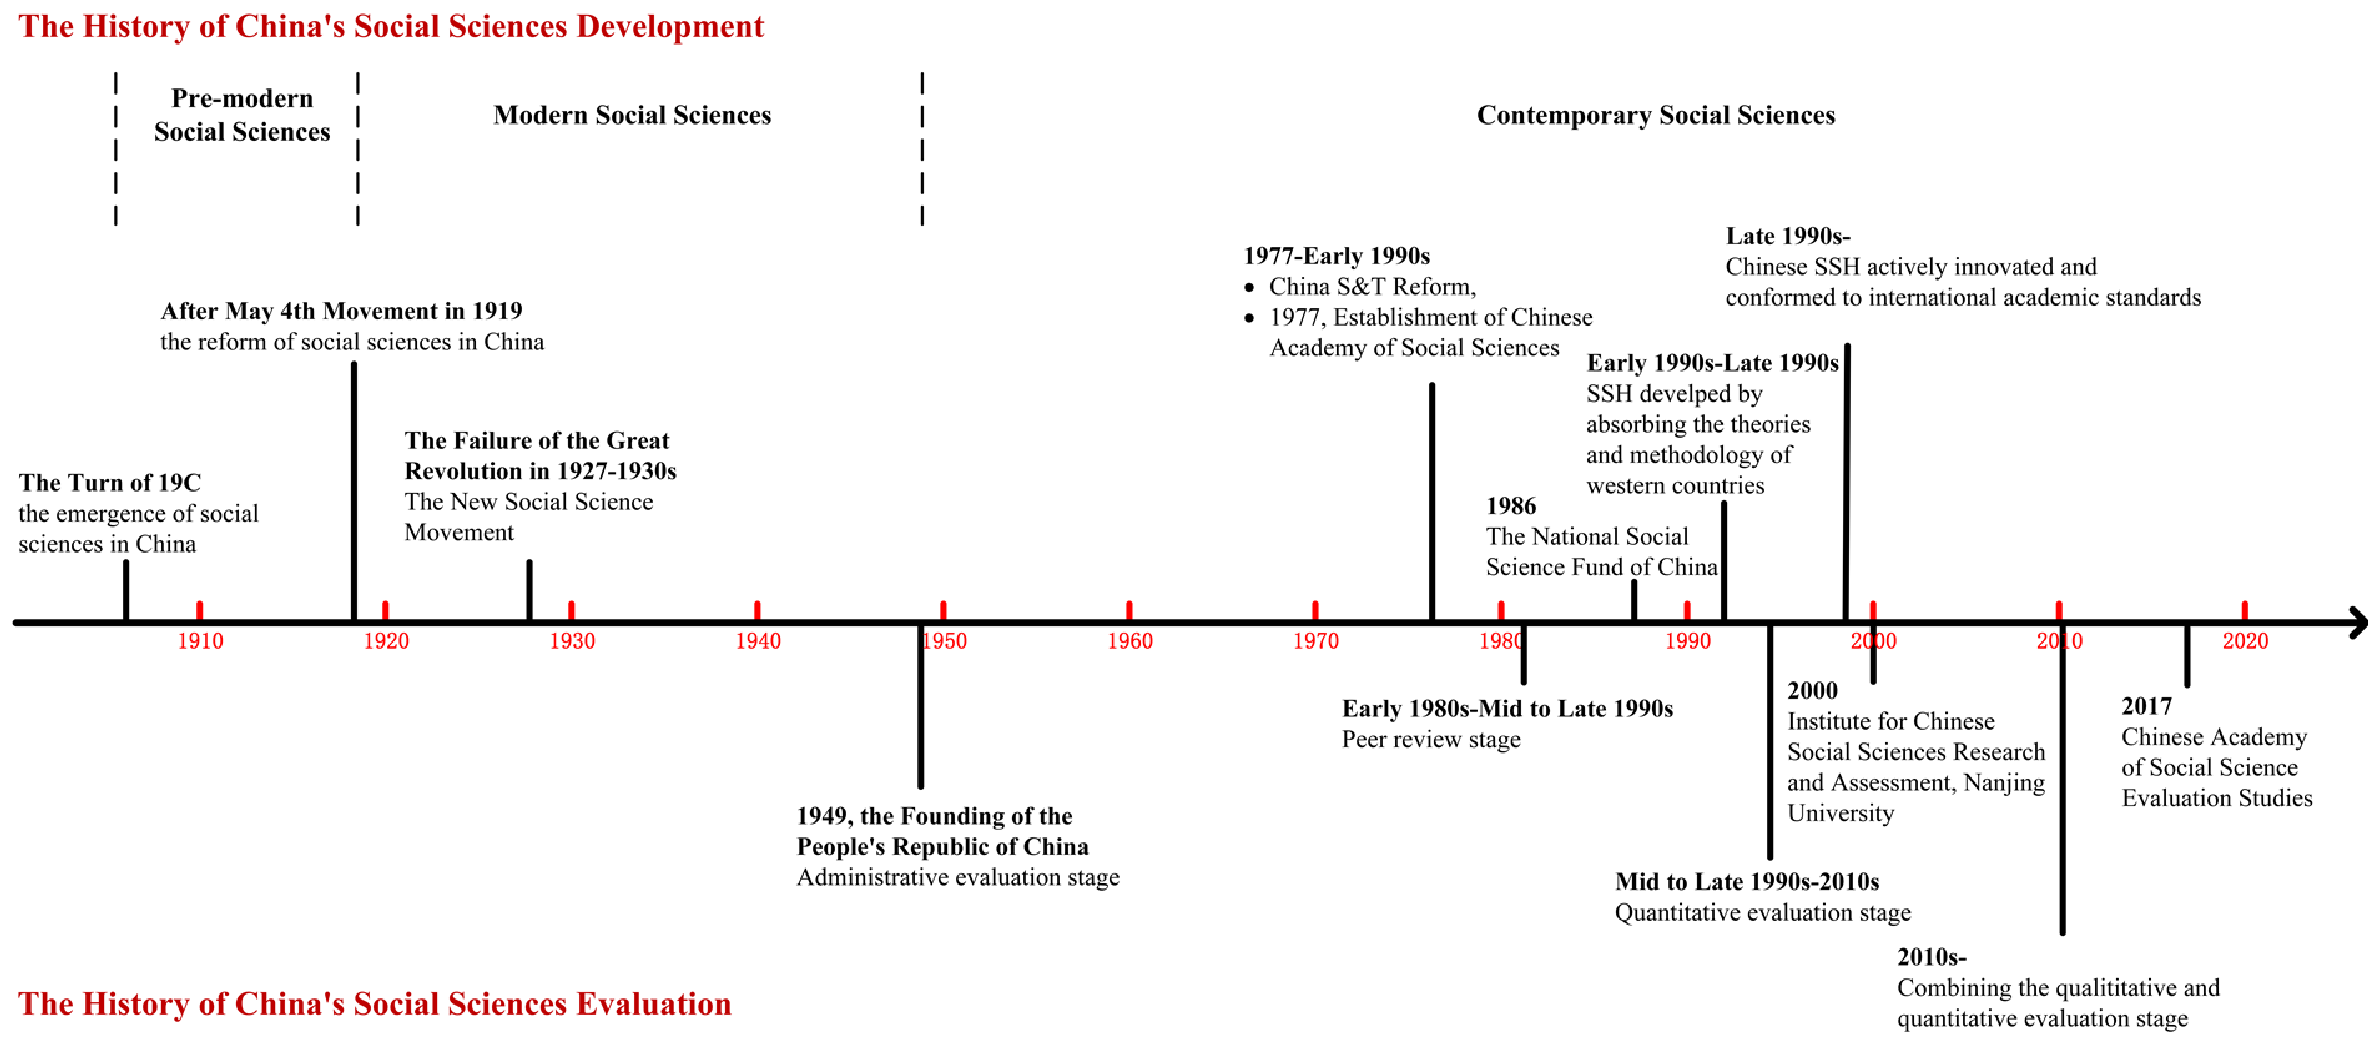 The History of China's Social Sciences Development
Pre-modern
Social Sciences
Modern Social Sciences
Contemporary Social Sciences
The Turn of 19C
the emergence of social
sciences in China
After May 4th Movement in 1919
the reform of social sciences in China
The Failure of the Great
Revolution in 1927-1930s
The New Social Science
Movement
1977-Early 1990s
• China S&T Reform,
• 1977, Establishment of Chinese
Academy of Social Sciences
1986
The National Social
Science Fund of China
Early 1990s-Late 1990s
SSH develped by
absorbing the theories
and methodology of
western countries
Late 1990s-
Chinese SSH actively innovated and
conformed to international academic standards
1910 1920 1930 1940 1950 1960 1970 1980 1990 2000 2010 2020
1949, the Founding of the
People's Republic of China
Administrative evaluation stage
Early 1980s-Mid to Late 1990s
Peer review stage
Mid to Late 1990s-2010s
Quantitative evaluation stage
2000
Institute for Chinese
Social Sciences Research
and Assessment, Nanjing
University
2010s-
Combining the qualititative and
quantitative evaluation stage
2017
Chinese Academy
of Social Science
Evaluation Studies
The History of China's Social Sciences Evaluation